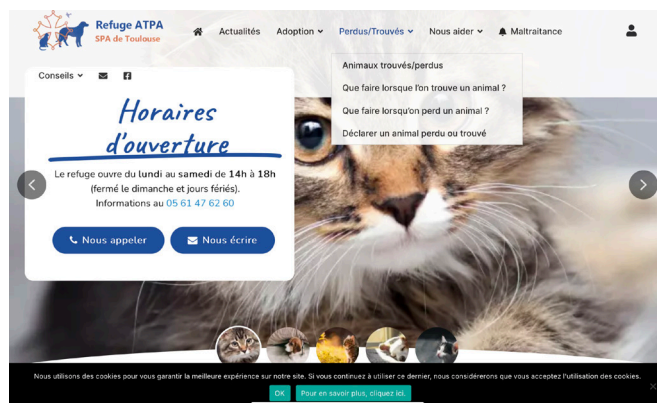 Refuge ATPA
SPA de Toulouse
Actualités Adoption Perdus/Trouvés Nous aider Maltraitance
Animaux trouvés/perdus
Que faire lorsque l'on trouve un animal ?
Que faire lorsqu'on perd un animal ?
Déclarer un animal perdu ou trouvé
Conseils
Horaires
d'ouverture
Le refuge ouvre du lundi au samedi de 14h à 18h
(fermé le dimanche et jours fériés).
Informations au 05 61 47 62 60
Nous appeler Nous écrire
Nous utilisons des cookies pour vous garantir la meilleure expérience sur notre site. Si vous continuez à utiliser ce dernier, nous considérerons que vous acceptez l'utilisation des cookies.
OK Pour en savoir plus, cliquez ici.